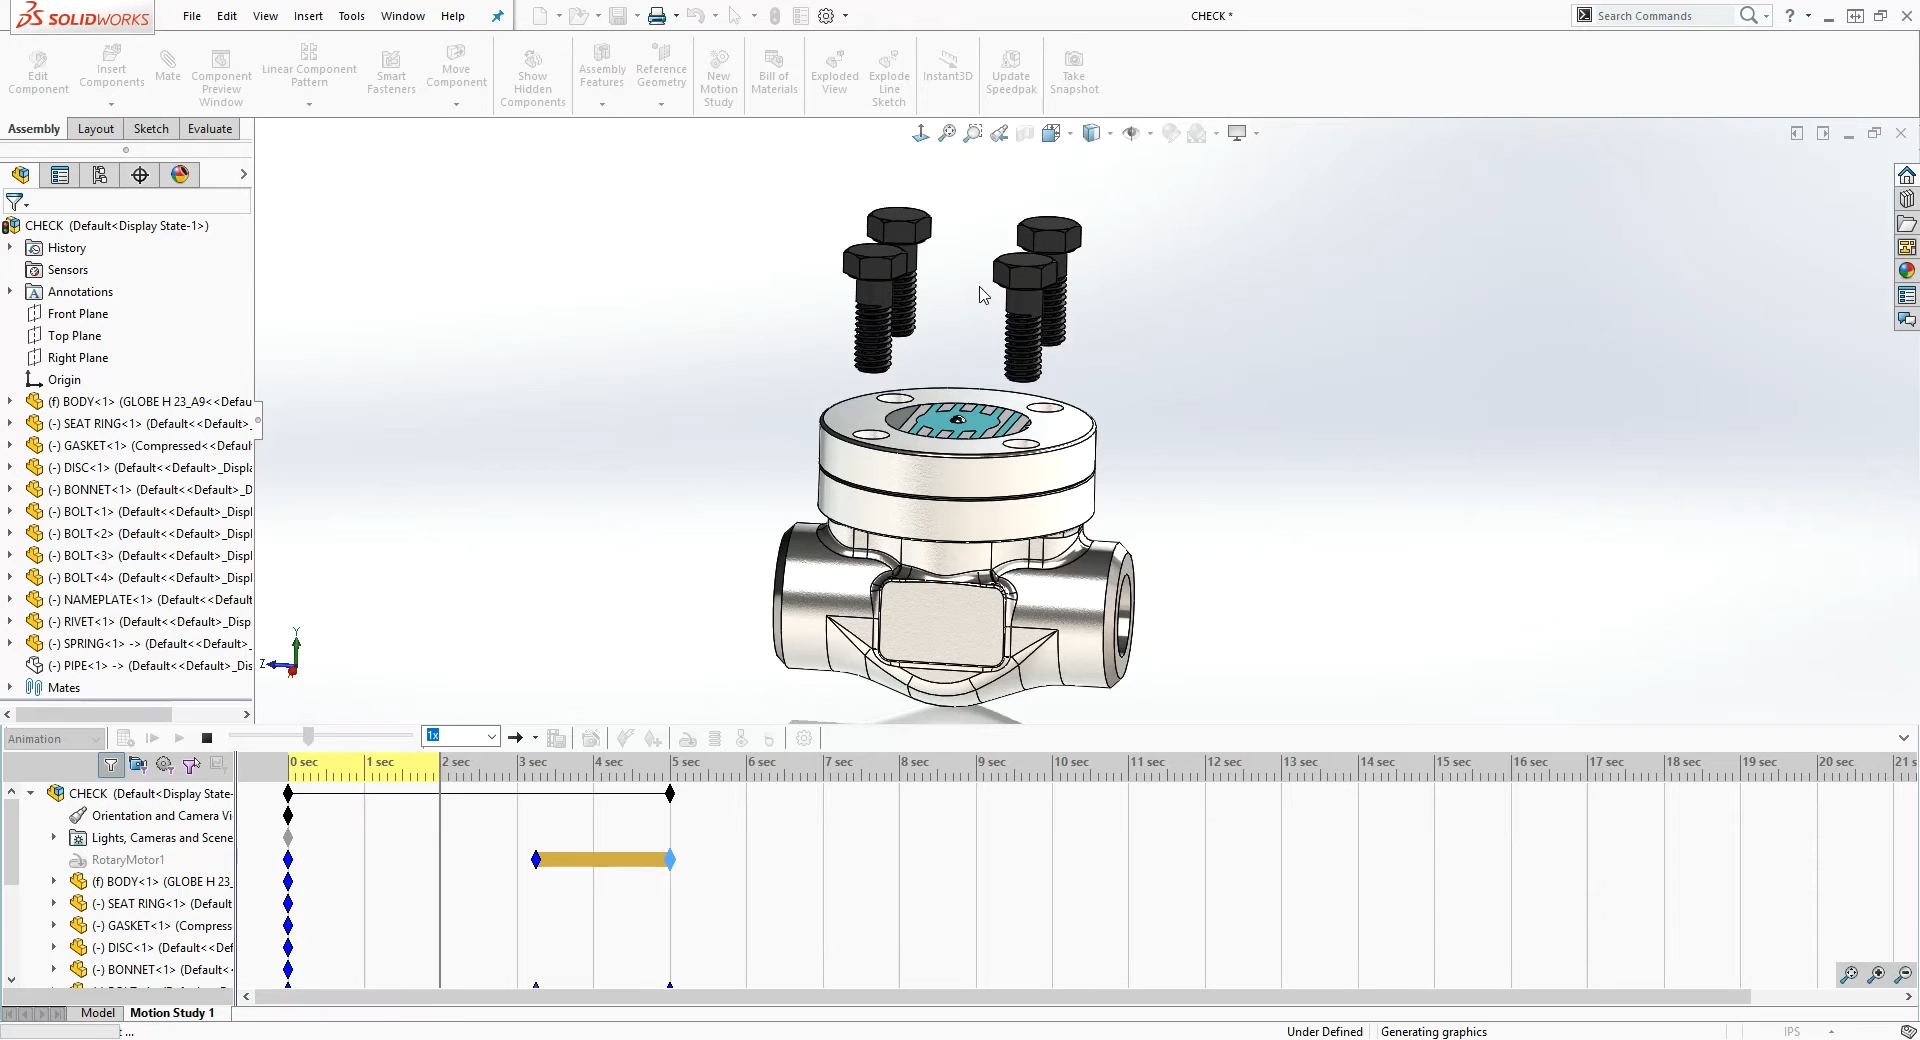 SOLIDWORKS File Edit View Insert Tools Window Help CHECK * Search Commands
Edit Component
Insert Components
Mate
Component Preview Window
Linear Component Pattern
Smart Fasteners
Move Component
Show Hidden Components
Assembly Features
Reference Geometry
New Motion Study
Bill of Materials
Exploded View
Explode Line Sketch
Instant3D
Update Speedpak
Take Snapshot
Assembly Layout Sketch Evaluate
CHECK (Default<Display State-1>)
History
Sensors
Annotations
Front Plane
Top Plane
Right Plane
Origin
(f) BODY<1> (GLOBE H 23_A9<<Defau
(-) SEAT RING<1> (Default<<Default>_
(-) GASKET<1> (Compressed<<Defaul
(-) DISC<1> (Default<<Default>_Displa
(-) BONNET<1> (Default<<Default>_D
(-) BOLT<1> (Default<<Default>_Displ
(-) BOLT<2> (Default<<Default>_Displ
(-) BOLT<3> (Default<<Default>_Displ
(-) BOLT<4> (Default<<Default>_Displ
(-) NAMEPLATE<1> (Default<<Default
(-) RIVET<1> (Default<<Default>_Disp
(-) SPRING<1> -> (Default<<Default>_
(-) PIPE<1> -> (Default<<Default>_Dis
Mates
Y
Z
Animation 1x
0 sec 1 sec 2 sec 3 sec 4 sec 5 sec 6 sec 7 sec 8 sec 9 sec 10 sec 11 sec 12 sec 13 sec 14 sec 15 sec 16 sec 17 sec 18 sec 19 sec 20 sec 21 s
CHECK (Default<Display State-
Orientation and Camera Vi
Lights, Cameras and Scene
RotaryMotor1
(f) BODY<1> (GLOBE H 23_
(-) SEAT RING<1> (Default
(-) GASKET<1> (Compress
(-) DISC<1> (Default<<Def
(-) BONNET<1> (Default<
Model Motion Study 1
Under Defined Generating graphics IPS